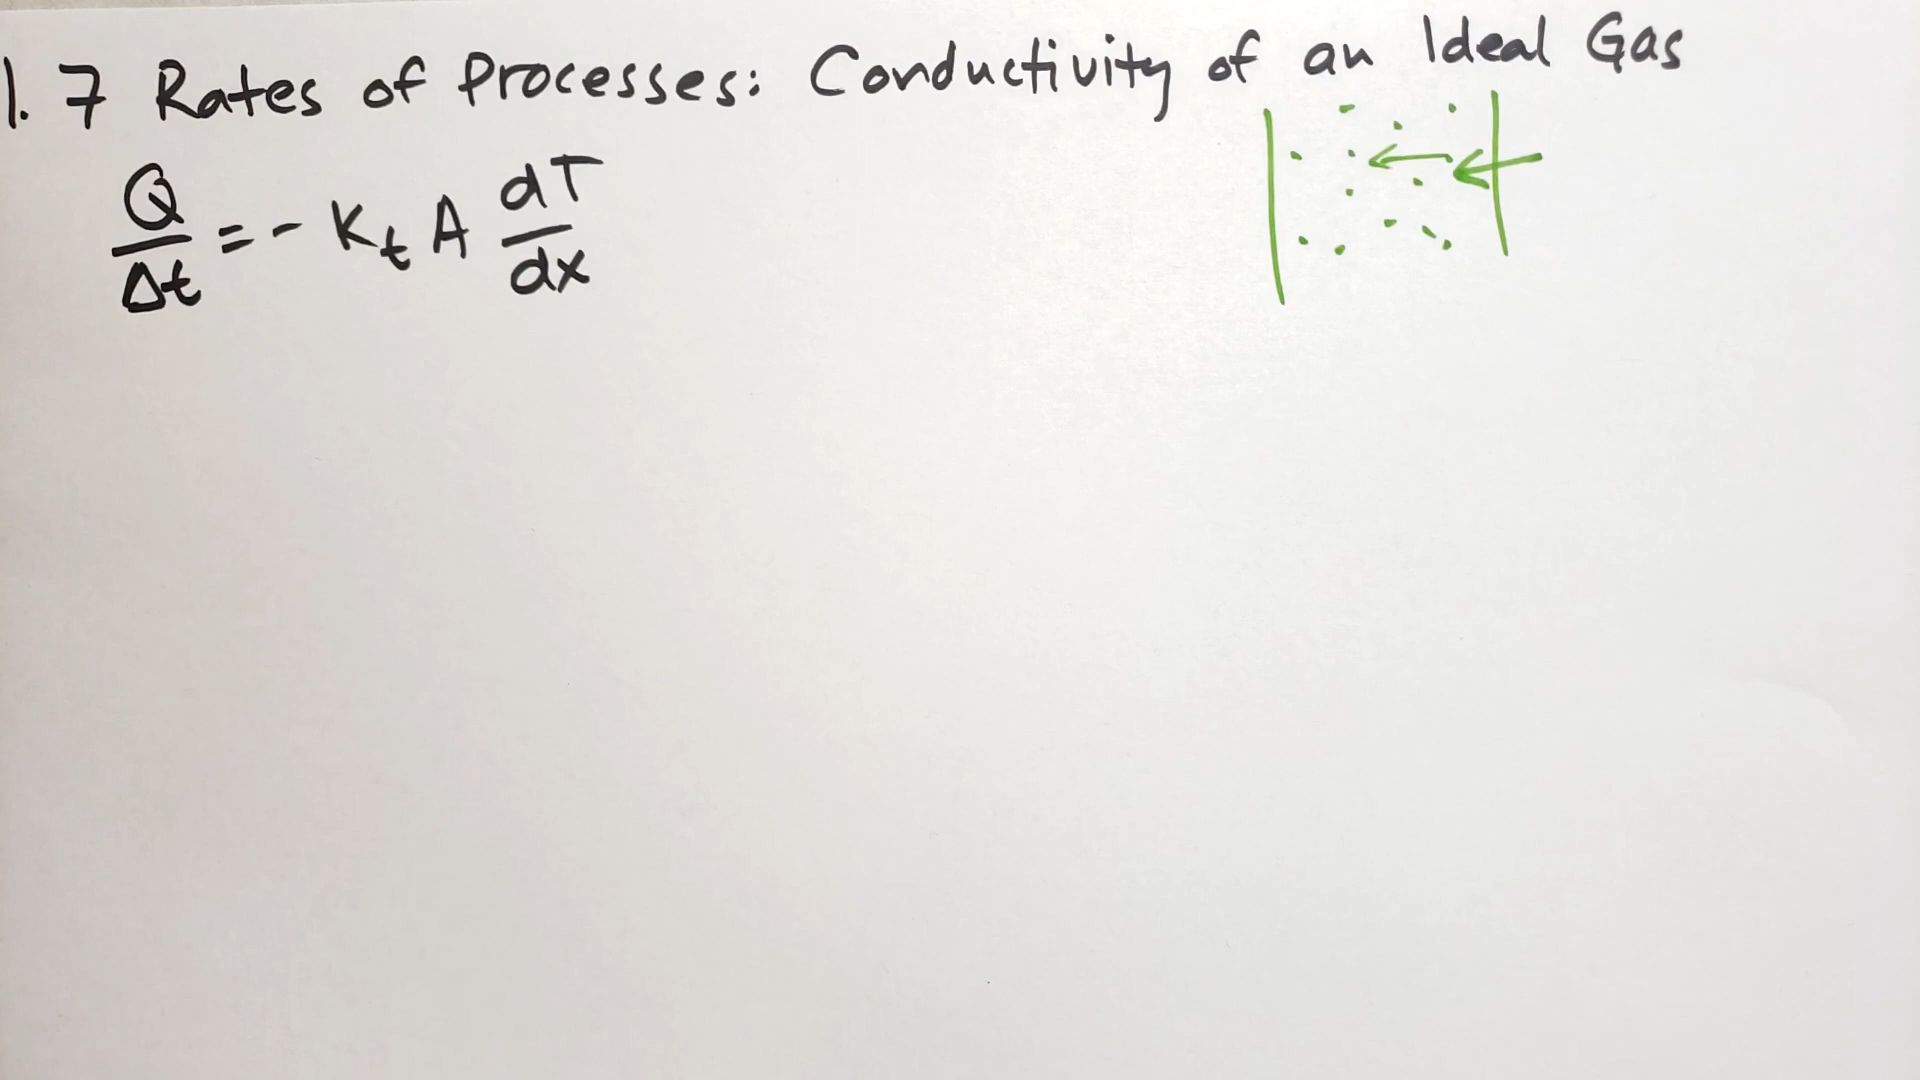 1.7 Rates of Processes: Conductivity of an Ideal Gas
Q/Δt = - k_t A dT/dx